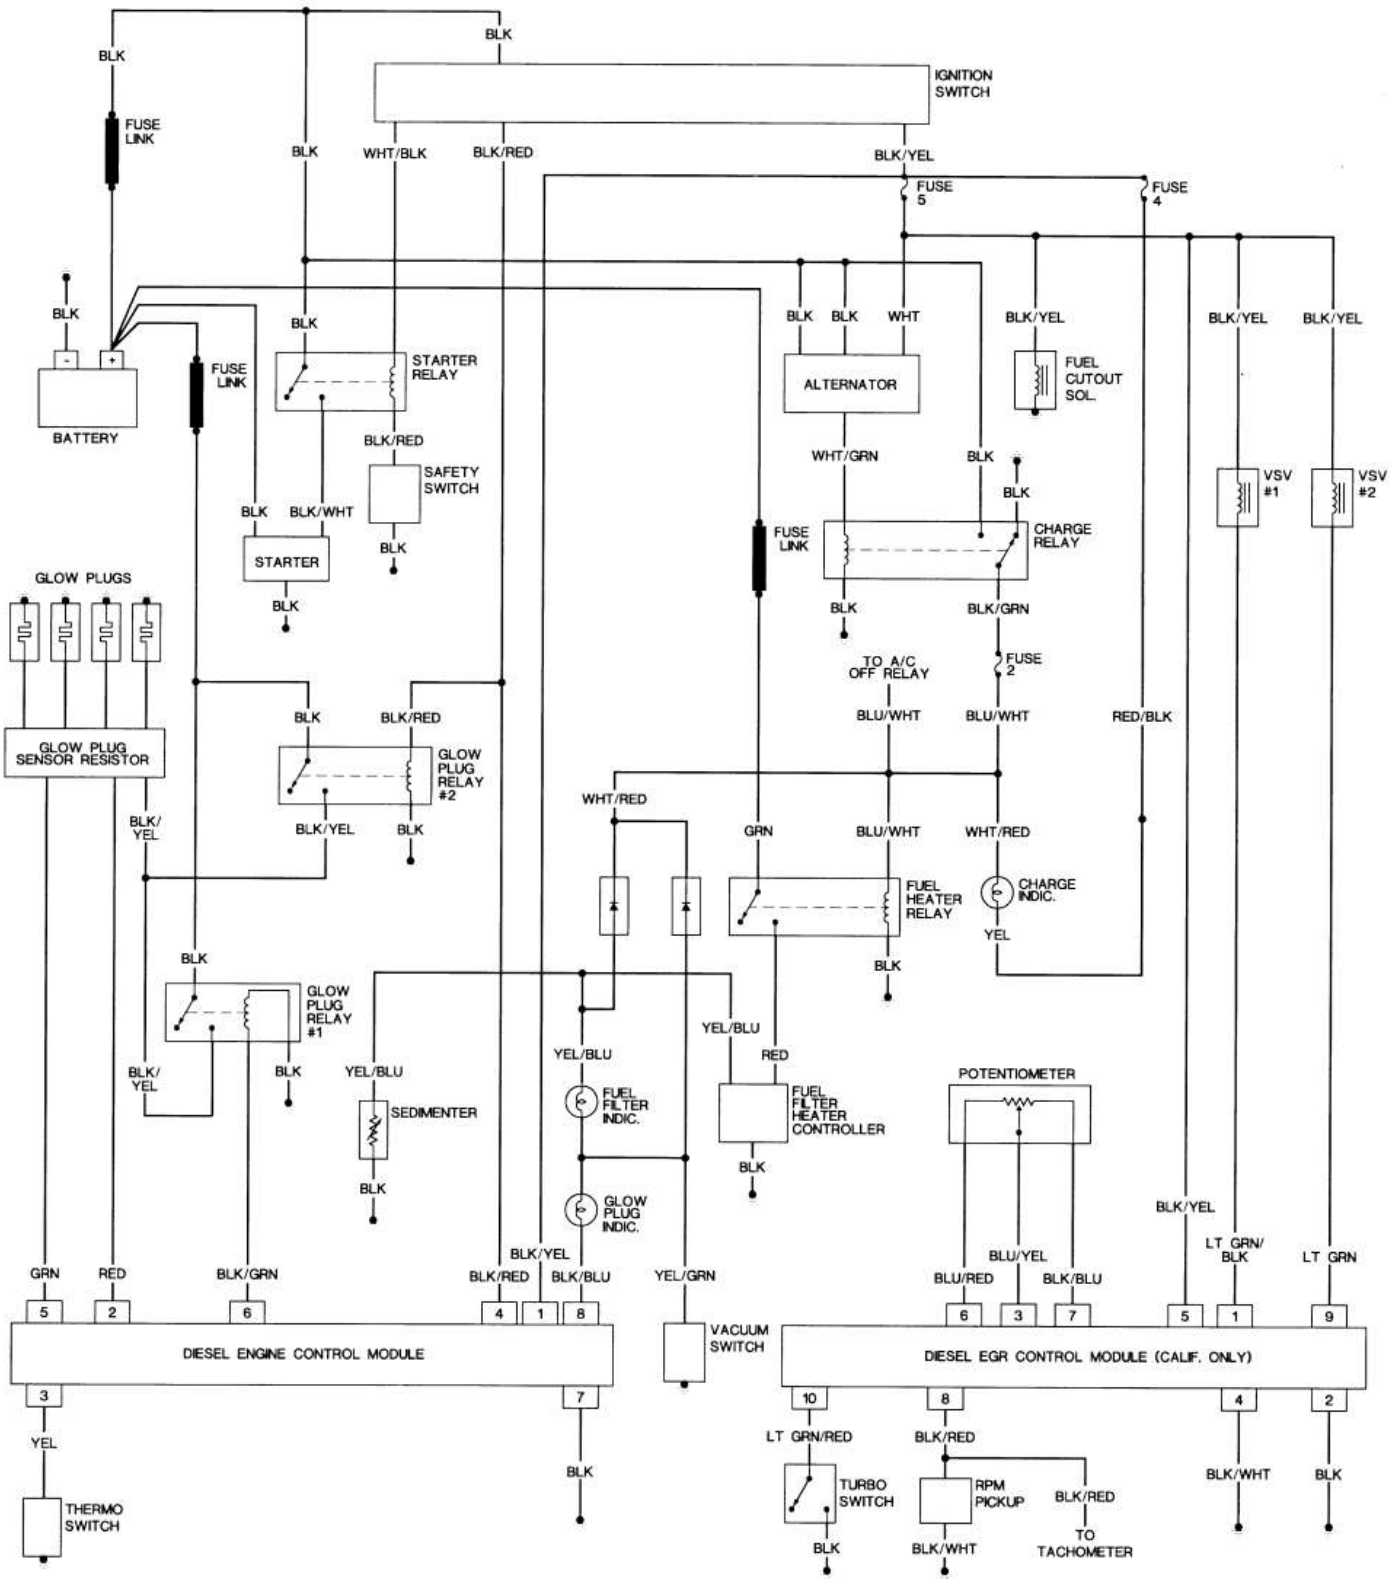 BLK
BLK
IGNITION
SWITCH
FUSE
LINK
BLK
WHT/BLK
BLK/RED
BLK/YEL
FUSE
5
FUSE
4
BLK
BLK
BLK
BLK
WHT
BLK/YEL
BLK/YEL
BLK/YEL
-
+
BATTERY
FUSE
LINK
STARTER
RELAY
ALTERNATOR
FUEL
CUTOUT
SOL.
BLK/RED
SAFETY
SWITCH
WHT/GRN
BLK
BLK
VSV
#1
VSV
#2
BLK
BLK/WHT
BLK
STARTER
BLK
FUSE
LINK
CHARGE
RELAY
GLOW PLUGS
BLK
BLK/GRN
TO A/C
OFF RELAY
FUSE
2
BLK
BLK/RED
BLU/WHT
BLU/WHT
RED/BLK
GLOW PLUG
SENSOR RESISTOR
GLOW
PLUG
RELAY
#2
WHT/RED
BLK/
YEL
BLK/YEL
BLK
GRN
BLU/WHT
WHT/RED
FUEL
HEATER
RELAY
CHARGE
INDIC.
YEL
BLK
BLK
GLOW
PLUG
RELAY
#1
BLK/
YEL
BLK
YEL/BLU
YEL/BLU
YEL/BLU
RED
SEDIMENTER
FUEL
FILTER
INDIC.
FUEL
FILTER
HEATER
CONTROLLER
POTENTIOMETER
BLK
BLK
GLOW
PLUG
INDIC.
BLK/YEL
GRN
RED
BLK/GRN
BLK/RED
BLK/YEL
BLK/BLU
YEL/GRN
BLU/RED
BLU/YEL
BLK/BLU
LT GRN/
BLK
LT GRN
5
2
6
4
1
8
6
3
7
5
1
9
DIESEL ENGINE CONTROL MODULE
VACUUM
SWITCH
DIESEL EGR CONTROL MODULE (CALIF. ONLY)
3
7
10
8
4
2
YEL
BLK
LT GRN/RED
BLK/RED
BLK/WHT
BLK
THERMO
SWITCH
TURBO
SWITCH
RPM
PICKUP
BLK/RED
BLK
BLK/WHT
TO
TACHOMETER